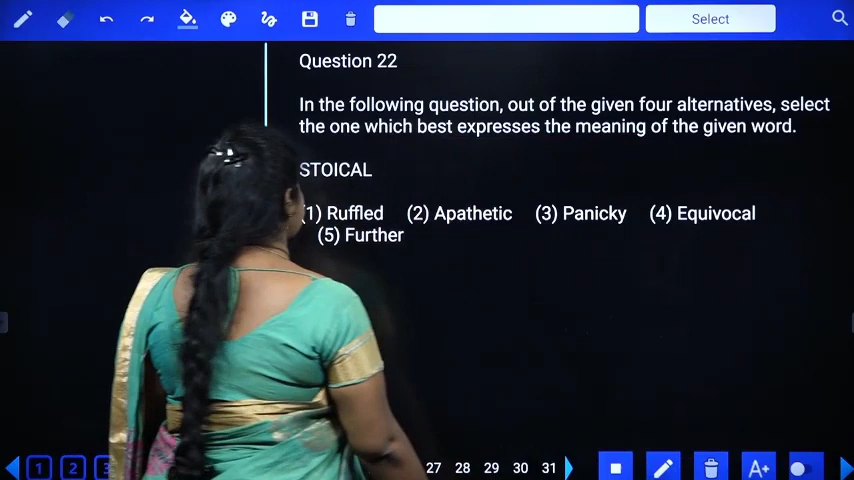 Select
Question 22
In the following question, out of the given four alternatives, select
the one which best expresses the meaning of the given word.
STOICAL
(1) Ruffled (2) Apathetic (3) Panicky (4) Equivocal
(5) Further
1 2 3 27 28 29 30 31 A+